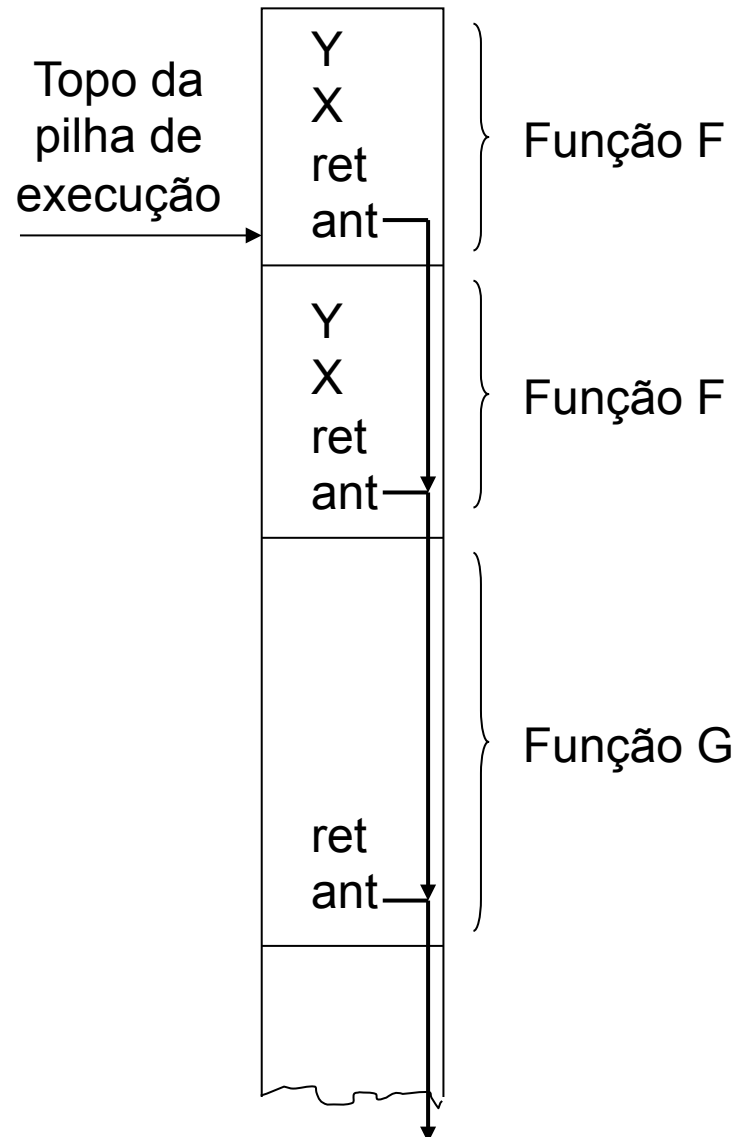 Topo da
pilha de
execução
Y
X
ret
ant
Função F
Y
X
ret
ant
Função F
ret
ant
Função G